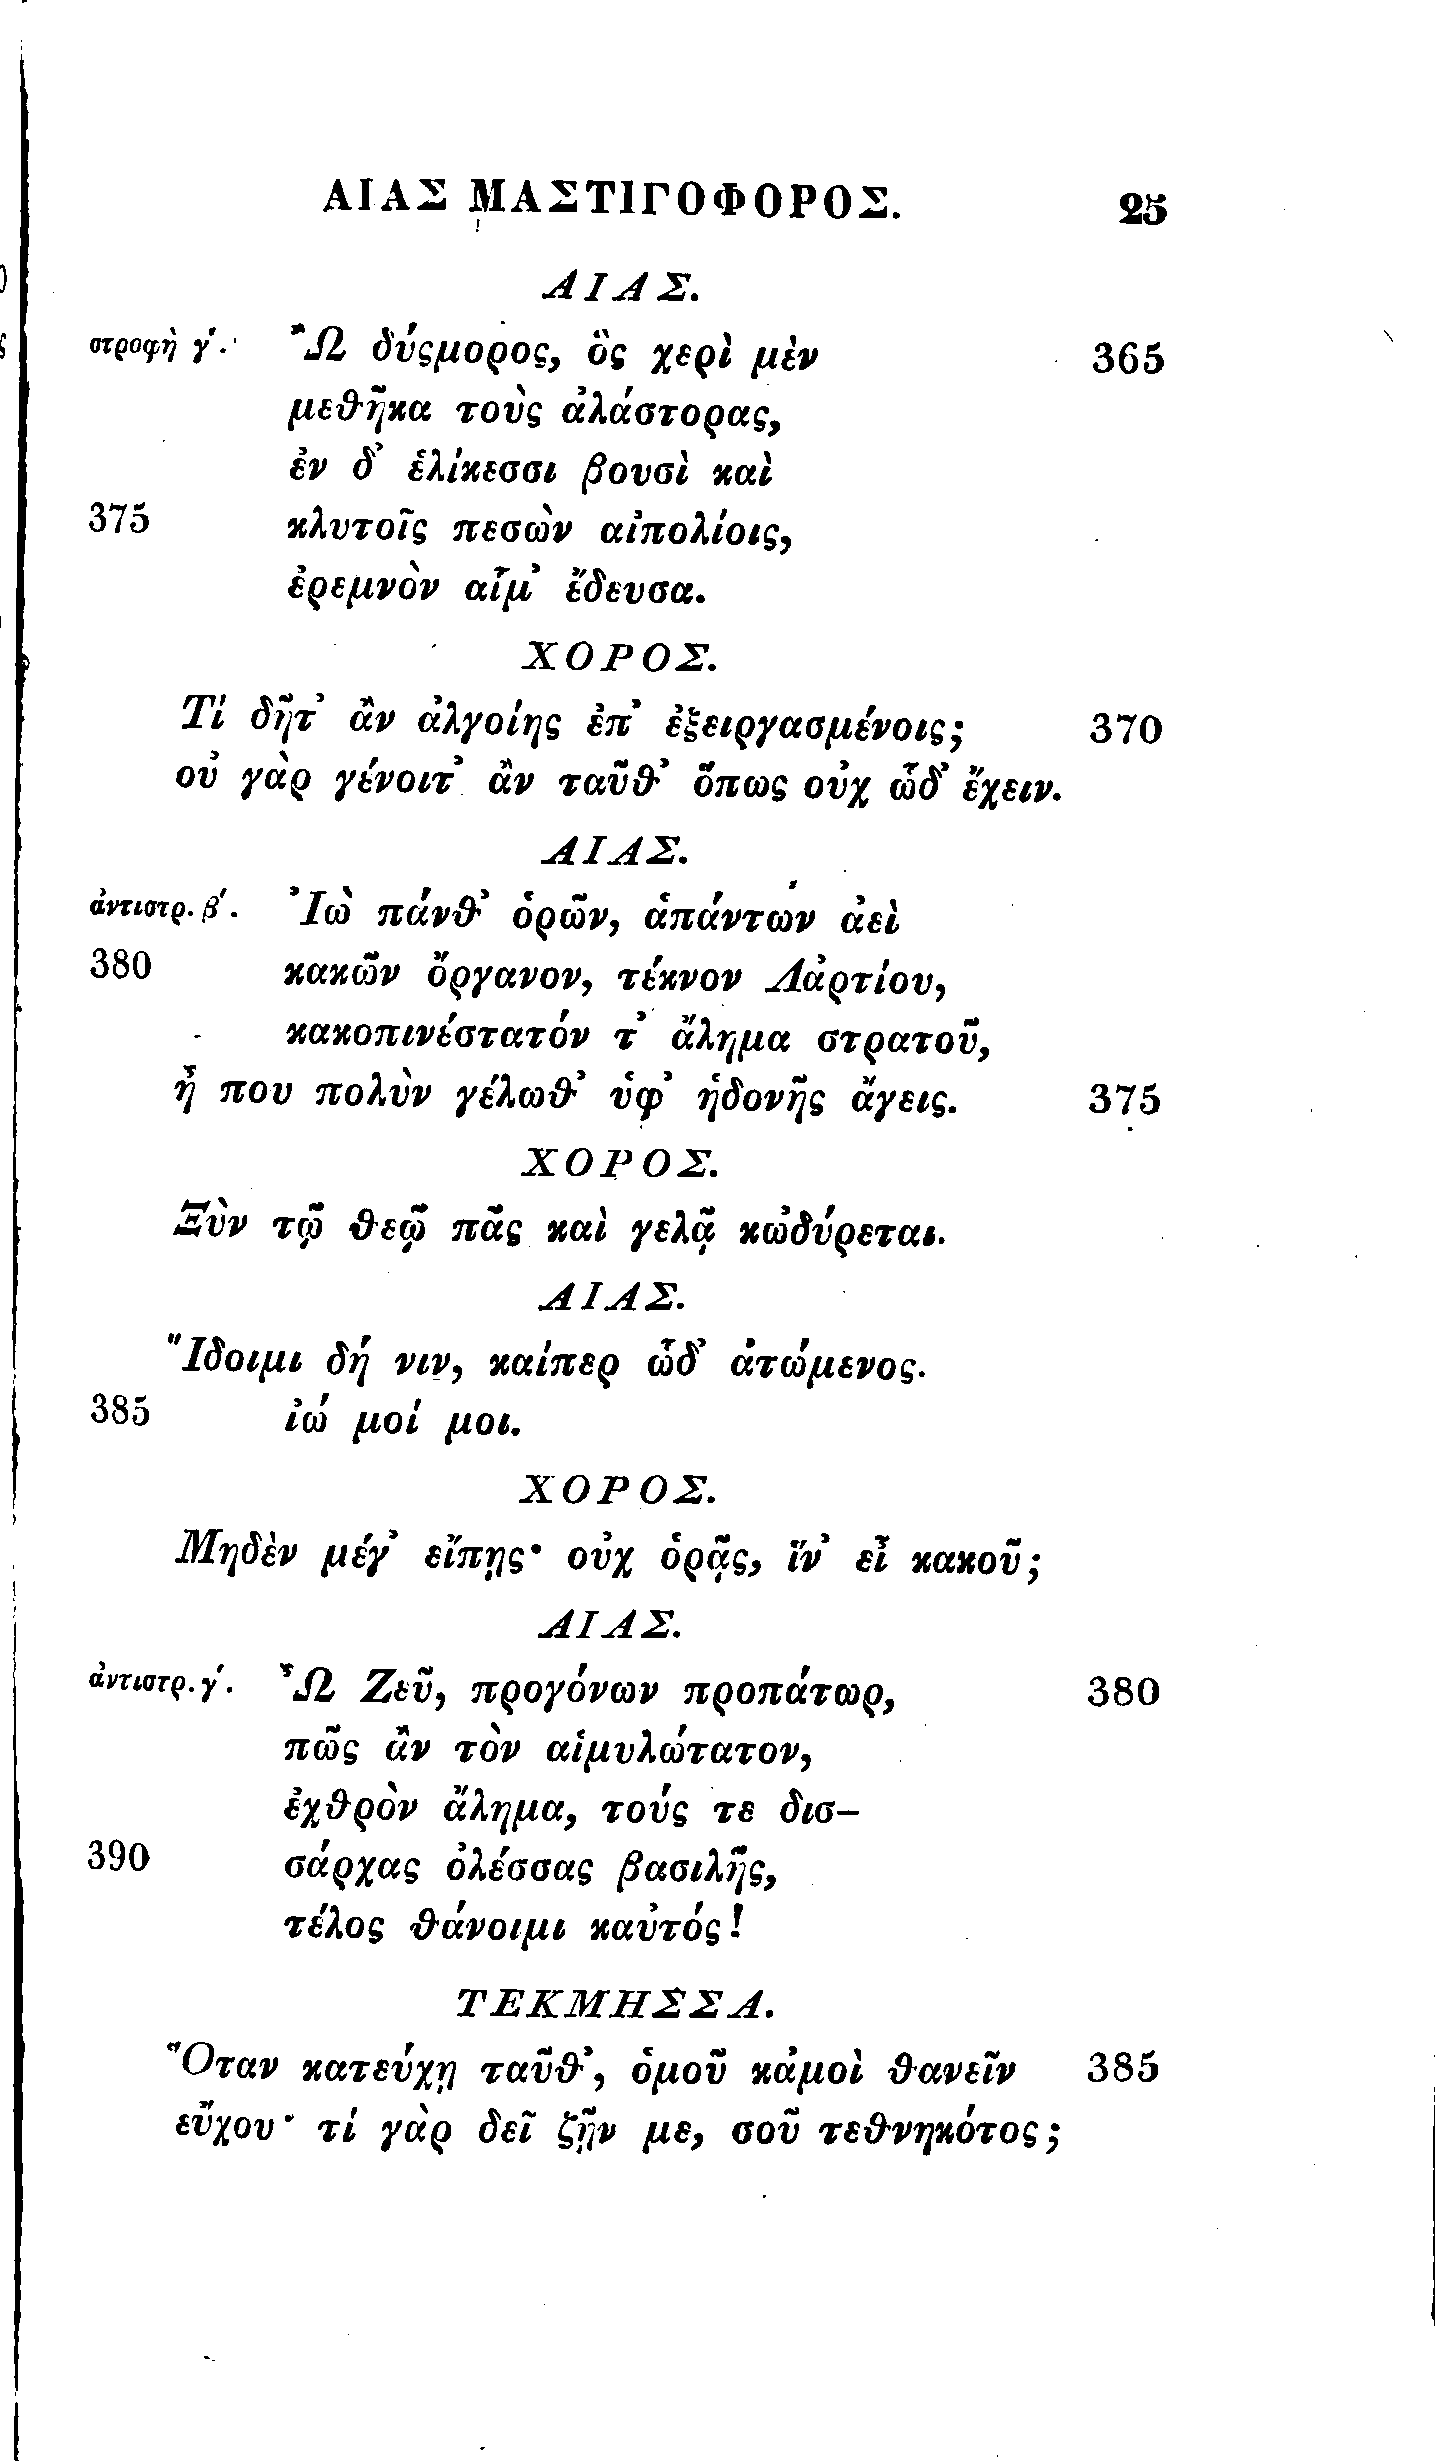 ΑΙΑΣ ΜΑΣΤΙΓΟΦΟΡΟΣ. 25
ΑΙΑΣ.
στροφὴ γ΄. Ὦ δύςμορος, ὃς χερὶ μὲν 365
μεθῆκα τοὺς ἀλάστορας,
ἐν δ’ ἑλίκεσσι βουσὶ καὶ
375 κλυτοῖς πεσὼν αἰπολίοις,
ἐρεμνὸν αἷμ’ ἔδευσα.
ΧΟΡΟΣ.
Τί δῆτ’ ἂν ἀλγοίης ἐπ’ ἐξειργασμένοις; 370
οὐ γὰρ γένοιτ’ ἂν ταῦθ’ ὅπως οὐχ ὧδ’ ἔχειν.
ΑΙΑΣ.
ἀντιστρ. β΄. Ἰὼ πάνθ’ ὁρῶν, ἁπάντων ἀεὶ
380 κακῶν ὄργανον, τέκνον Λαρτίου,
κακοπινέστατόν τ’ ἄλημα στρατοῦ,
ἦ που πολὺν γέλωθ’ ὑφ’ ἡδονῆς ἄγεις. 375
ΧΟΡΟΣ.
Ξὺν τῷ θεῷ πᾶς καὶ γελᾷ κὠδύρεται.
ΑΙΑΣ.
Ἴδοιμι δή νιν, καίπερ ὧδ’ ἀτώμενος.
385 ἰώ μοί μοι.
ΧΟΡΟΣ.
Μηδὲν μέγ’ εἴπῃς· οὐχ ὁρᾷς, ἵν’ εἶ κακοῦ;
ΑΙΑΣ.
ἀντιστρ. γ΄. Ὦ Ζεῦ, προγόνων προπάτωρ, 380
πῶς ἂν τὸν αἱμυλώτατον,
ἐχθρὸν ἄλημα, τούς τε δισ-
390 σάρχας ὀλέσσας βασιλῆς,
τέλος θάνοιμι καὐτός!
ΤΕΚΜΗΣΣΑ.
Ὅταν κατεύχῃ ταῦθ’, ὁμοῦ κἀμοὶ θανεῖν 385
εὔχου· τί γὰρ δεῖ ζῇν με, σοῦ τεθνηκότος;